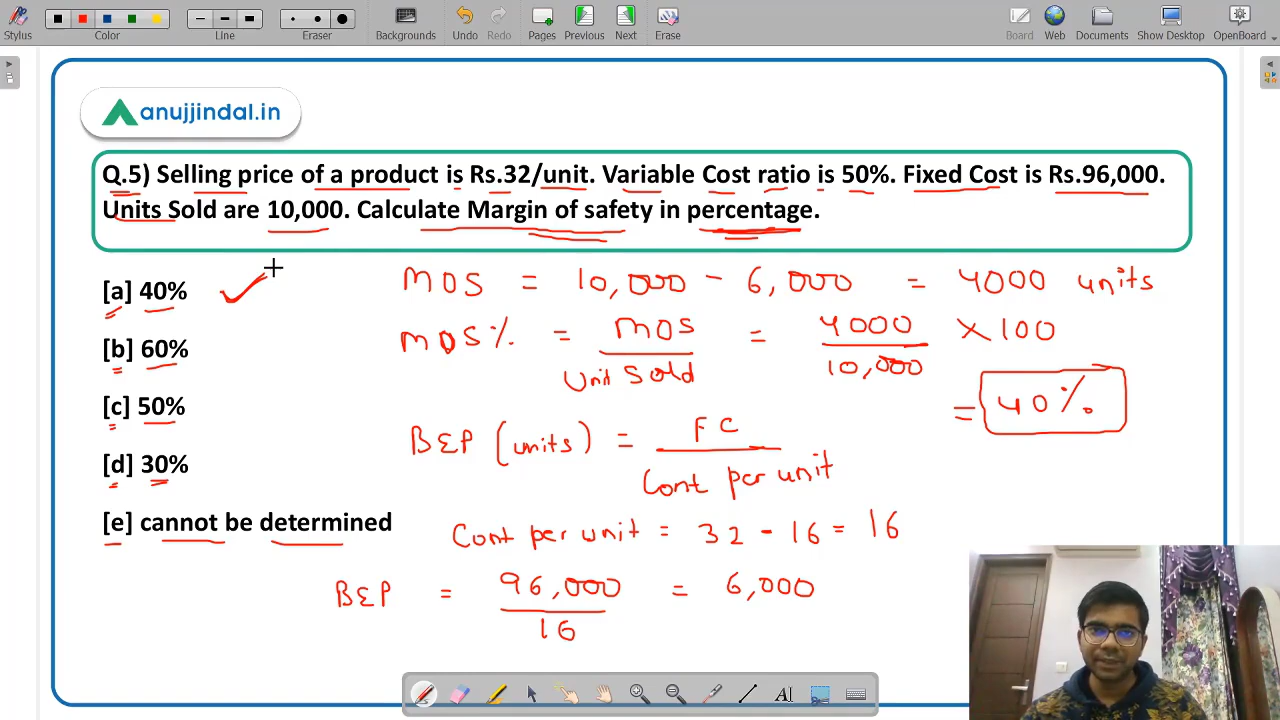 Stylus Color Line Eraser Backgrounds Undo Redo Pages Previous Next Erase Board Web Documents Show Desktop OpenBoard
anujjindal.in
Q.5) Selling price of a product is Rs.32/unit. Variable Cost ratio is 50%. Fixed Cost is Rs.96,000.
Units Sold are 10,000. Calculate Margin of safety in percentage.
[a] 40%
[b] 60%
[c] 50%
[d] 30%
[e] cannot be determined
MOS = 10,000 - 6,000 = 4000 units
MOS% = MOS / Unit Sold = 4000 / 10,000 × 100
= 40%
BEP (units) = FC / Cont per unit
Cont per unit = 32 - 16 = 16
BEP = 96,000 / 16 = 6,000